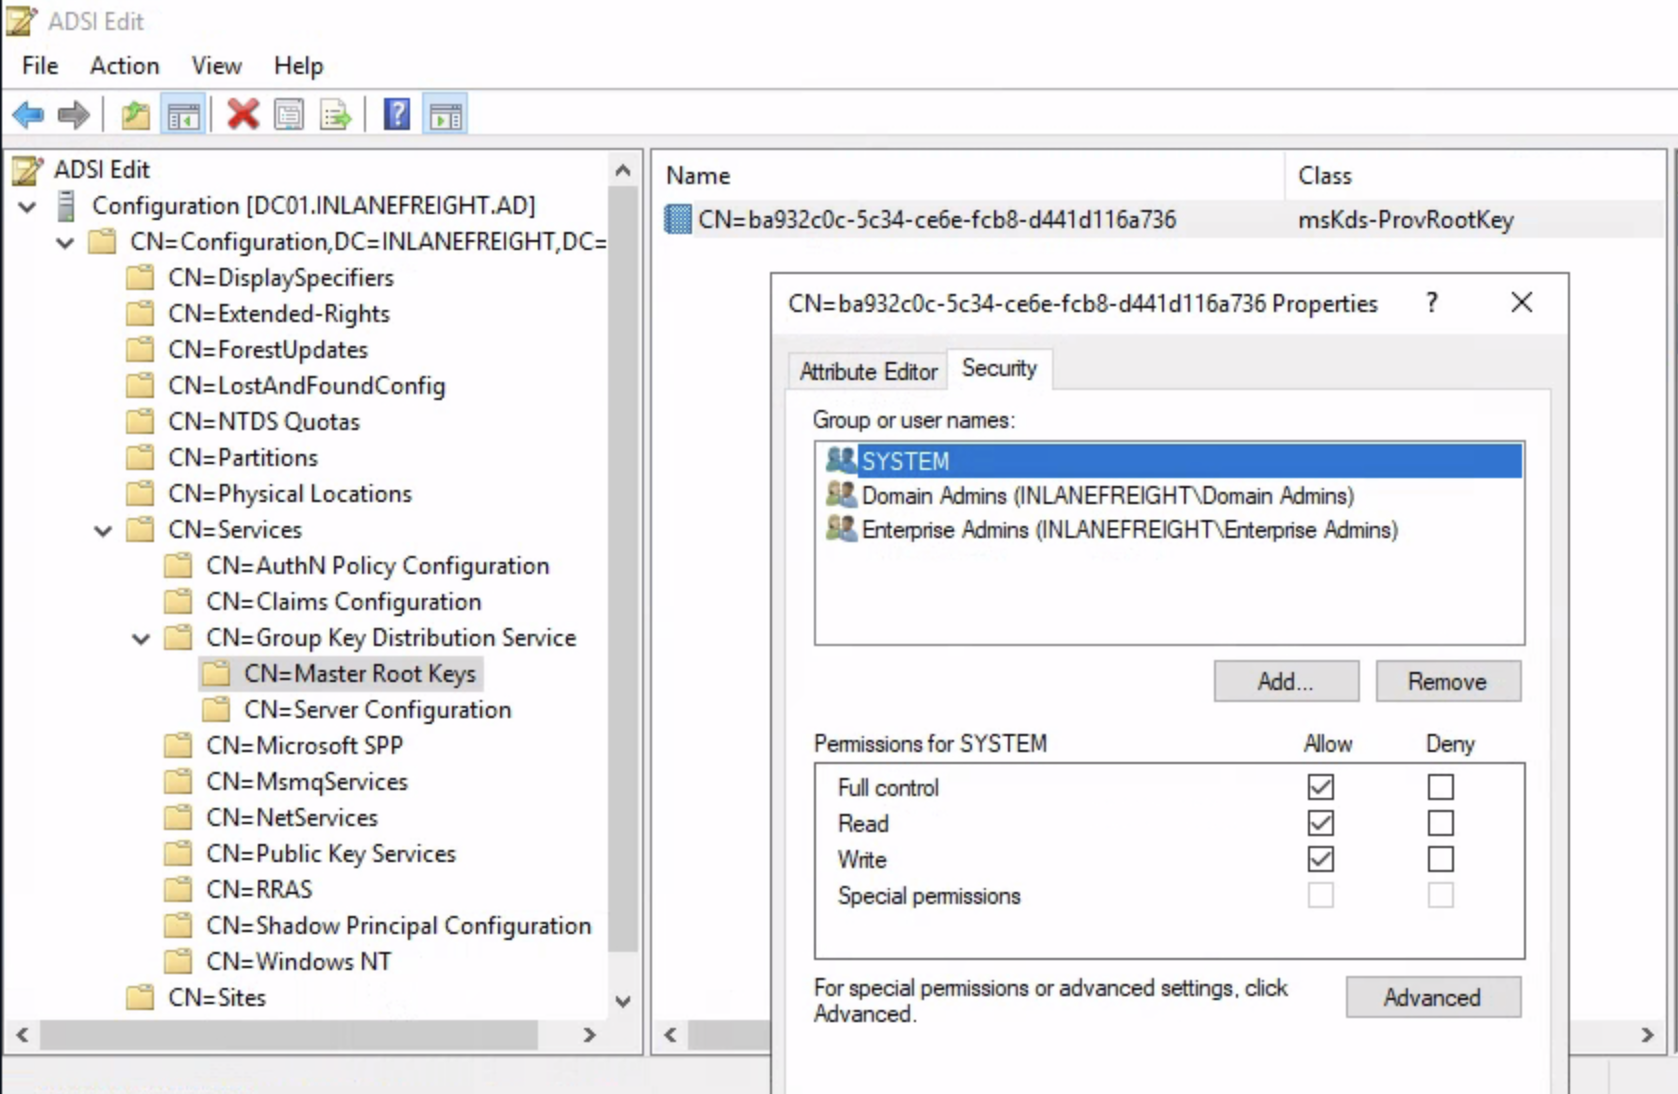 ADSI Edit
File Action View Help
ADSI Edit
Configuration [DC01.INLANEFREIGHT.AD]
CN=Configuration,DC=INLANEFREIGHT,DC=
CN=DisplaySpecifiers
CN=Extended-Rights
CN=ForestUpdates
CN=LostAndFoundConfig
CN=NTDS Quotas
CN=Partitions
CN=Physical Locations
CN=Services
CN=AuthN Policy Configuration
CN=Claims Configuration
CN=Group Key Distribution Service
CN=Master Root Keys
CN=Server Configuration
CN=Microsoft SPP
CN=MsmqServices
CN=NetServices
CN=Public Key Services
CN=RRAS
CN=Shadow Principal Configuration
CN=Windows NT
CN=Sites
Name Class
CN=ba932c0c-5c34-ce6e-fcb8-d441d116a736 msKds-ProvRootKey
CN=ba932c0c-5c34-ce6e-fcb8-d441d116a736 Properties ?
Attribute Editor Security
Group or user names:
SYSTEM
Domain Admins (INLANEFREIGHT\Domain Admins)
Enterprise Admins (INLANEFREIGHT\Enterprise Admins)
Add... Remove
Permissions for SYSTEM Allow Deny
Full control
Read
Write
Special permissions
For special permissions or advanced settings, click
Advanced.
Advanced